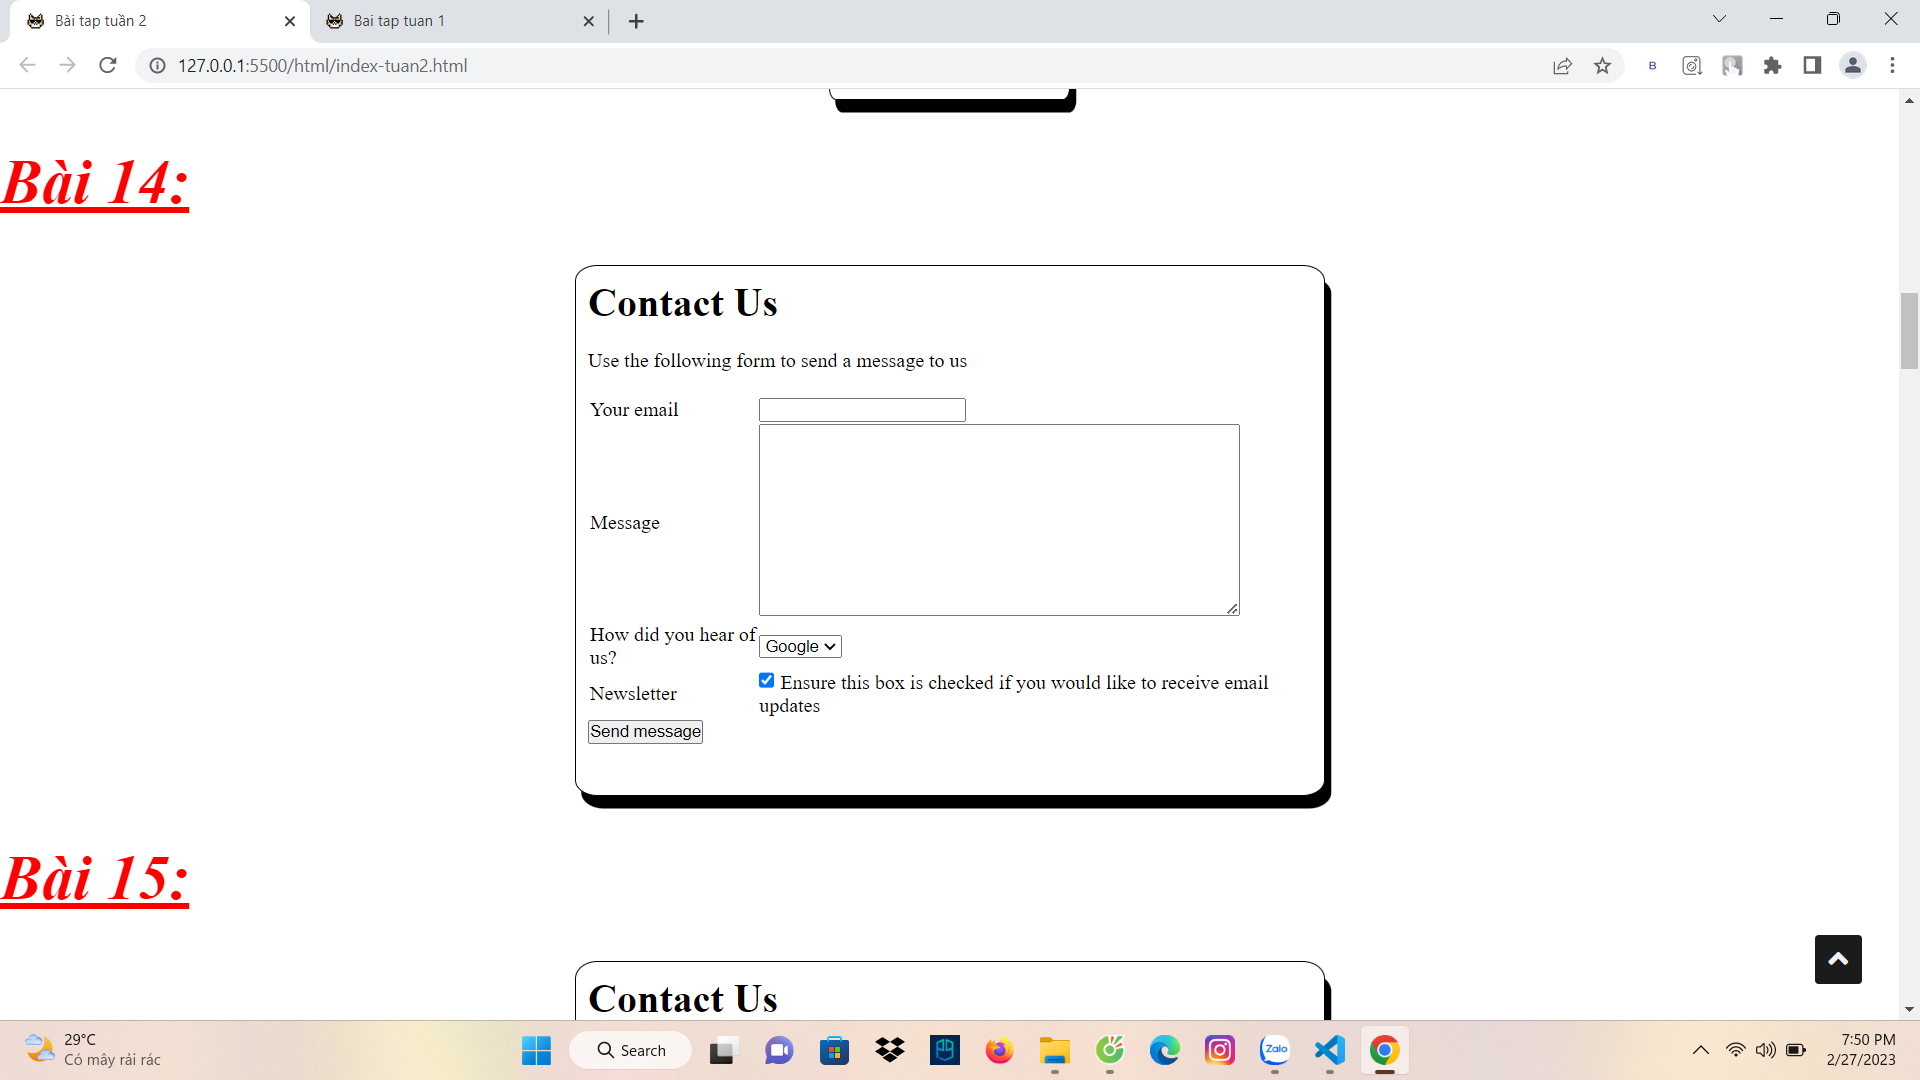 Bài tap tuần 2
Bai tap tuan 1
127.0.0.1:5500/html/index-tuan2.html
B
Bài 14:
Contact Us
Use the following form to send a message to us
Your email
Message
How did you hear of
us?
Google
Newsletter
Ensure this box is checked if you would like to receive email
updates
Send message
Bài 15:
Contact Us
29°C
Có mây rải rác
Search
Zalo
7:50 PM
2/27/2023